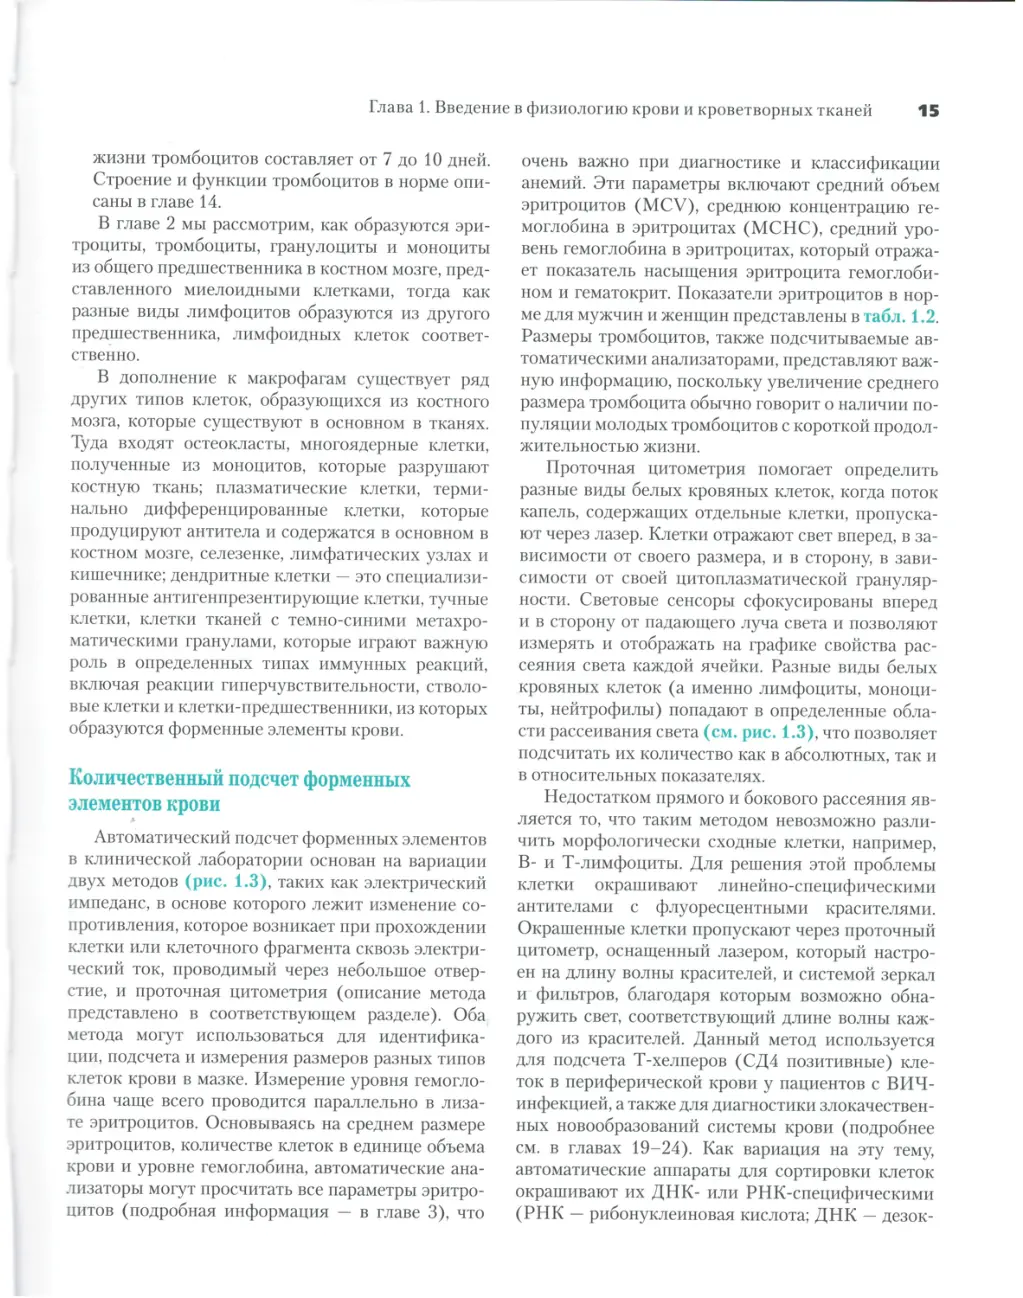 Глава 1. Введение в физиологию крови и кроветворных тканей 15
жизни тромбоцитов составляет от 7 до 10 дней.
Строение и функции тромбоцитов в норме опи-
саны в главе 14.
В главе 2 мы рассмотрим, как образуются эри-
троциты, тромбоциты, гранулоциты и моноциты
из общего предшественника в костном мозге, пред-
ставленного миелоидными клетками, тогда как
разные виды лимфоцитов образуются из другого
предшественника, лимфоидных клеток соответ-
ственно.
В дополнение к макрофагам существует ряд
других типов клеток, образующихся из костного
мозга, которые существуют в основном в тканях.
Туда входят остеокласты, многоядерные клетки,
полученные из моноцитов, которые разрушают
костную ткань; плазматические клетки, терми-
нально дифференцированные клетки, которые
продуцируют антитела и содержатся в основном в
костном мозге, селезенке, лимфатических узлах и
кишечнике; дендритные клетки — это специализи-
рованные антигенпрезентирующие клетки, тучные
клетки, клетки тканей с темно-синими метахро-
матическими гранулами, которые играют важную
роль в определенных типах иммунных реакций,
включая реакции гиперчувствительности, стволо-
вые клетки и клетки-предшественники, из которых
образуются форменные элементы крови.
Количественный подсчет форменных
элементов крови
Автоматический подсчет форменных элементов
в клинической лаборатории основан на вариации
двух методов (рис. 1.3), таких как электрический
импеданс, в основе которого лежит изменение со-
противления, которое возникает при прохождении
клетки или клеточного фрагмента сквозь электри-
ческий ток, проводимый через небольшое отвер-
стие, и проточная цитометрия (описание метода
представлено в соответствующем разделе). Оба
метода могут использоваться для идентифика-
ции, подсчета и измерения размеров разных типов
клеток крови в мазке. Измерение уровня гемогло-
бина чаще всего проводится параллельно в лиза-
те эритроцитов. Основываясь на среднем размере
эритроцитов, количестве клеток в единице объема
крови и уровне гемоглобина, автоматические ана-
лизаторы могут просчитать все параметры эритро-
цитов (подробная информация — в главе 3), что
очень важно при диагностике и классификации
анемий. Эти параметры включают средний объем
эритроцитов (MCV), среднюю концентрацию ге-
моглобина в эритроцитах (MCHC), средний уро-
вень гемоглобина в эритроцитах, который отража-
ет показатель насыщения эритроцита гемоглоби-
ном и гематокрит. Показатели эритроцитов в нор-
ме для мужчин и женщин представлены в табл. 1.2.
Размеры тромбоцитов, также подсчитываемые ав-
томатическими анализаторами, представляют важ-
ную информацию, поскольку увеличение среднего
размера тромбоцита обычно говорит о наличии по-
пуляции молодых тромбоцитов с короткой продол-
жительностью жизни.
Проточная цитометрия помогает определить
разные виды белых кровяных клеток, когда поток
капель, содержащих отдельные клетки, пропуска-
ют через лазер. Клетки отражают свет вперед, в за-
висимости от своего размера, и в сторону, в зави-
симости от своей цитоплазматической грануляр-
ности. Световые сенсоры сфокусированы вперед
и в сторону от падающего луча света и позволяют
измерять и отображать на графике свойства рас-
сеяния света каждой ячейки. Разные виды белых
кровяных клеток (а именно лимфоциты, моноци-
ты, нейтрофилы) попадают в определенные обла-
сти рассеивания света (см. рис. 1.3), что позволяет
подсчитать их количество как в абсолютных, так и
в относительных показателях.
Недостатком прямого и бокового рассеяния яв-
ляется то, что таким методом невозможно разли-
чить морфологически сходные клетки, например,
В- и Т-лимфоциты. Для решения этой проблемы
клетки окрашивают линейно-специфическими
антителами с флуоресцентными красителями.
Окрашенные клетки пропускают через проточный
цитометр, оснащенный лазером, который настро-
ен на длину волны красителей, и системой зеркал
и фильтров, благодаря которым возможно обна-
ружить свет, соответствующий длине волны каж-
дого из красителей. Данный метод используется
для подсчета Т-хелперов (СД4 позитивные) кле-
ток в периферической крови у пациентов с ВИЧ-
инфекцией, а также для диагностики злокачествен-
ных новообразований системы крови (подробнее
см. в главах 19–24). Как вариация на эту тему,
автоматические аппараты для сортировки клеток
окрашивают их ДНК- или РНК-специфическими
(РНК — рибонуклеиновая кислота; ДНК — дезок-